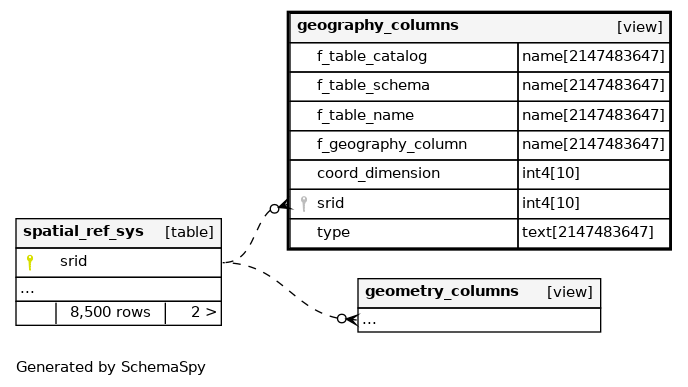 geography_columns [view]
f_table_catalog name[2147483647]
f_table_schema name[2147483647]
f_table_name name[2147483647]
f_geography_column name[2147483647]
coord_dimension int4[10]
srid int4[10]
type text[2147483647]
spatial_ref_sys [table]
srid
...
8,500 rows 2 >
geometry_columns [view]
...
Generated by SchemaSpy